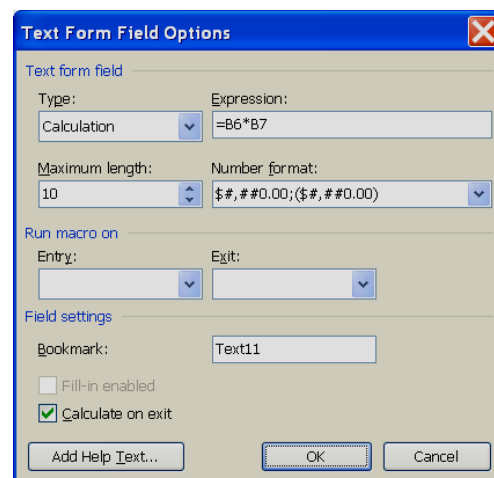 Text Form Field Options
Text form field
Type: Expression:
Calculation =B6*B7
Maximum length: Number format:
10 $#,##0.00;($#,##0.00)
Run macro on
Entry: Exit:
Field settings
Bookmark: Text11
Fill-in enabled
Calculate on exit
Add Help Text... OK Cancel